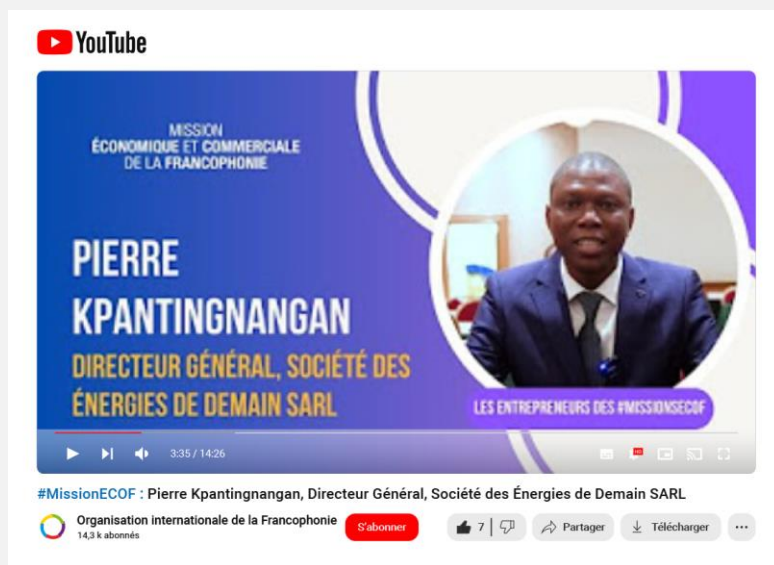 YouTube
MISSION
ÉCONOMIQUE ET COMMERCIALE
DE LA FRANCOPHONIE
PIERRE
KPANTINGNANGAN
DIRECTEUR GÉNÉRAL, SOCIÉTÉ DES
ÉNERGIES DE DEMAIN SARL
LES ENTREPRENEURS DES #MISSIONSECOF
3:35 / 14:26
HD
#MissionECOF : Pierre Kpantingnangan, Directeur Général, Société des Énergies de Demain SARL
Organisation internationale de la Francophonie
14,3 k abonnés
S'abonner
7
Partager
Télécharger